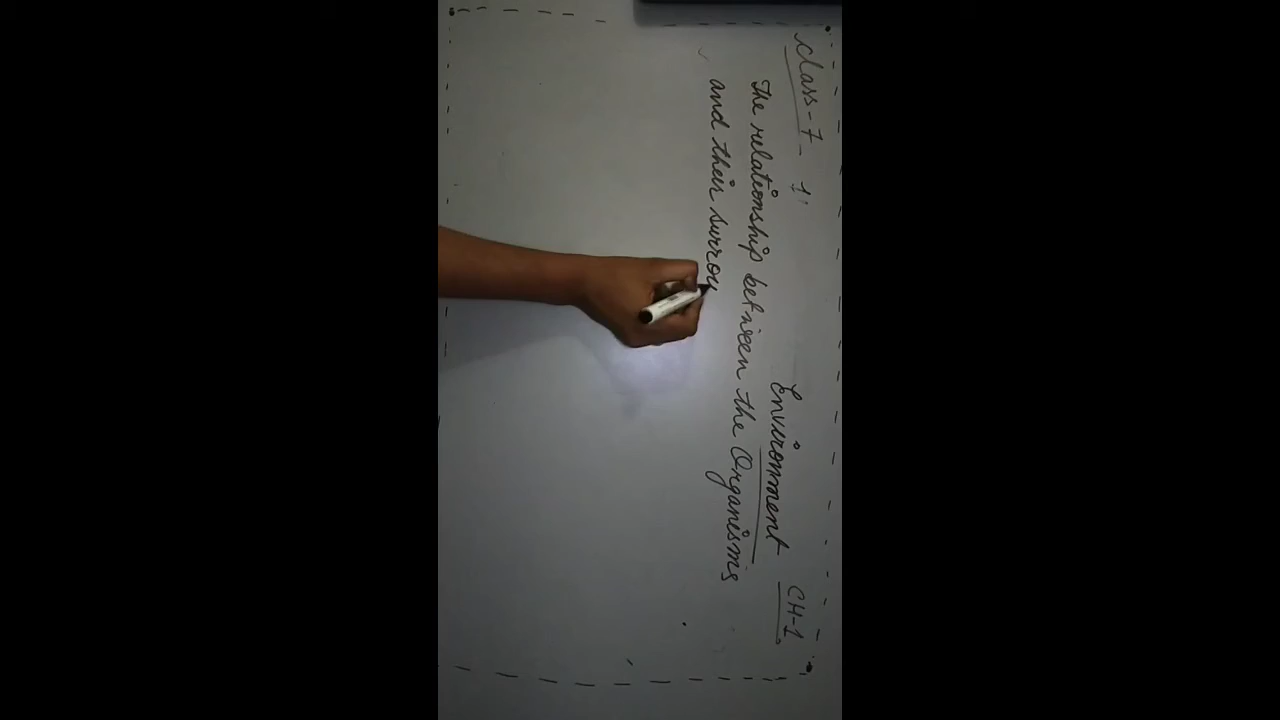 Class-7 1"
Environment CH-1
The relationship between the Organisms
and their surrou